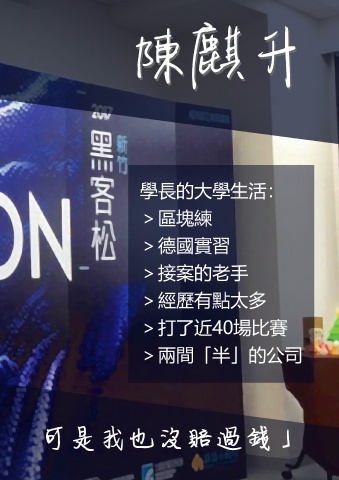 陳麒升
2017
新竹
黑客松
ON
學長的大學生活:
> 區塊練
> 德國實習
> 接案的老手
> 經歷有點太多
> 打了近40場比賽
> 兩間「半」的公司
可是我也沒賠過錢」